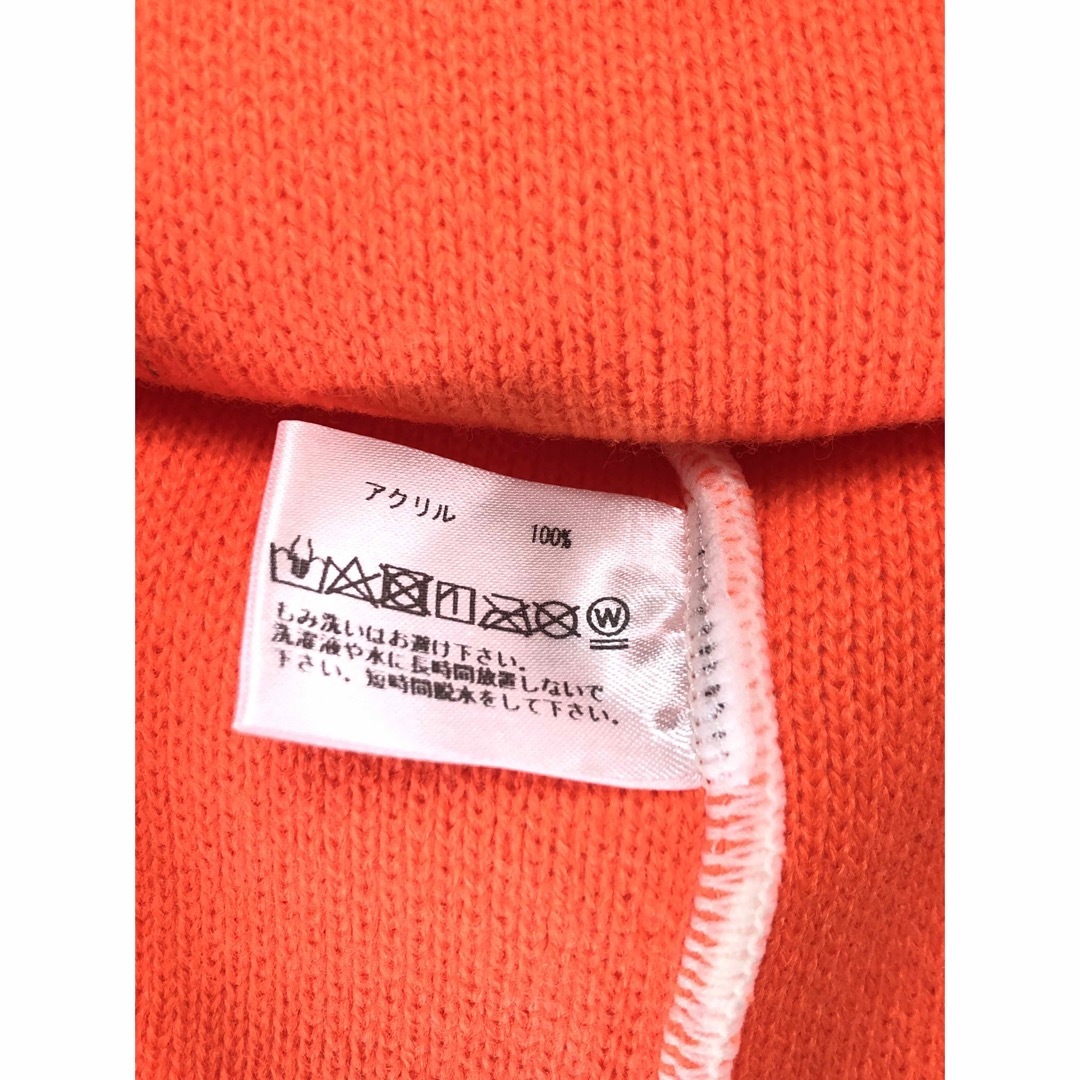 アクリル 100%
W
もみ洗いはお避け下さい。
洗濯液や水に長時間放置しないで
下さい。短時間脱水をして下さい。